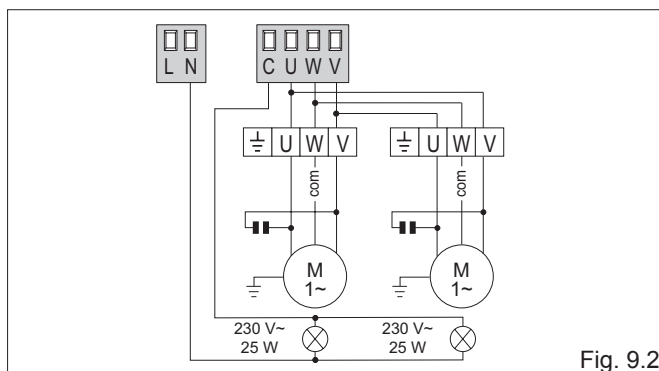 L N C U W V
U W V U W V
com com
M 1~ M 1~
230 V~ 25 W 230 V~ 25 W
Fig. 9.2